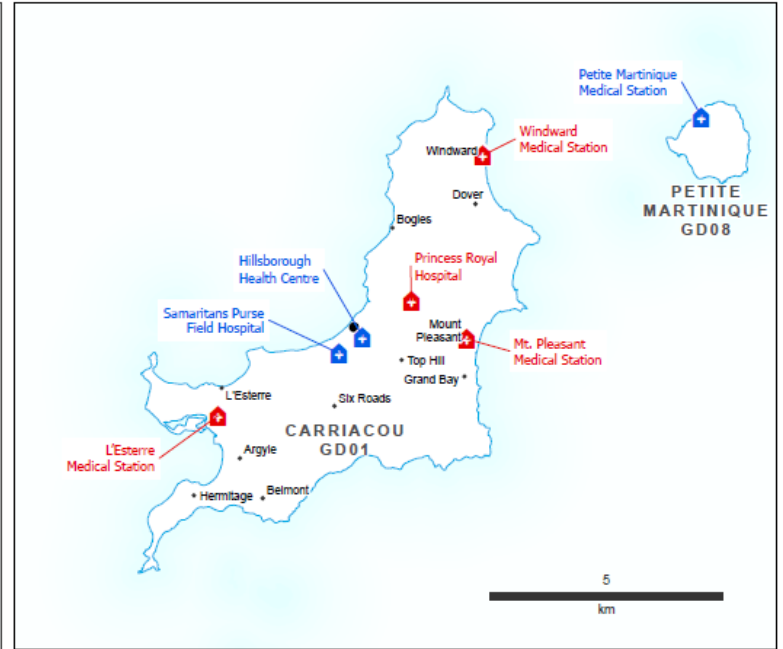 Petite Martinique
Medical Station
Windward
Medical Station
Windward
Dover
PETITE
MARTINIQUE
GD08
Bogles
Princess Royal
Hospital
Hillsborough
Health Centre
Samaritans Purse
Field Hospital
Mount
Pleasant
Mt. Pleasant
Medical Station
Top Hill
Grand Bay
L'Esterre
Six Roads
CARRIACOU
GD01
L'Esterre
Medical Station
Argyle
Hermitage
Belmont
5
km